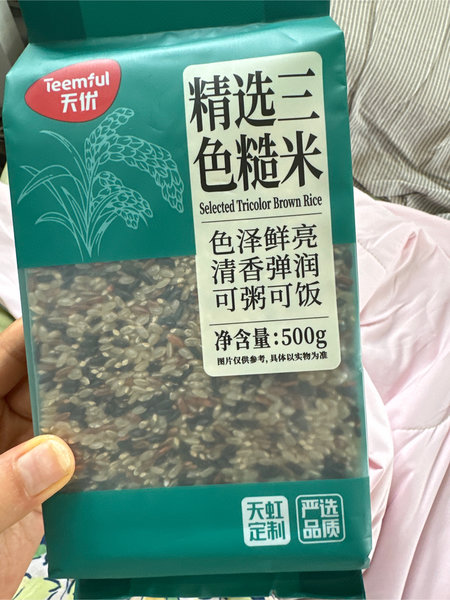 Teemful
天优
精选三
色糙米
Selected Tricolor Brown Rice
色泽鲜亮
清香弹润
可粥可饭
净含量:500g
图片仅供参考,具体以实物为准
天虹
定制
严选
品质